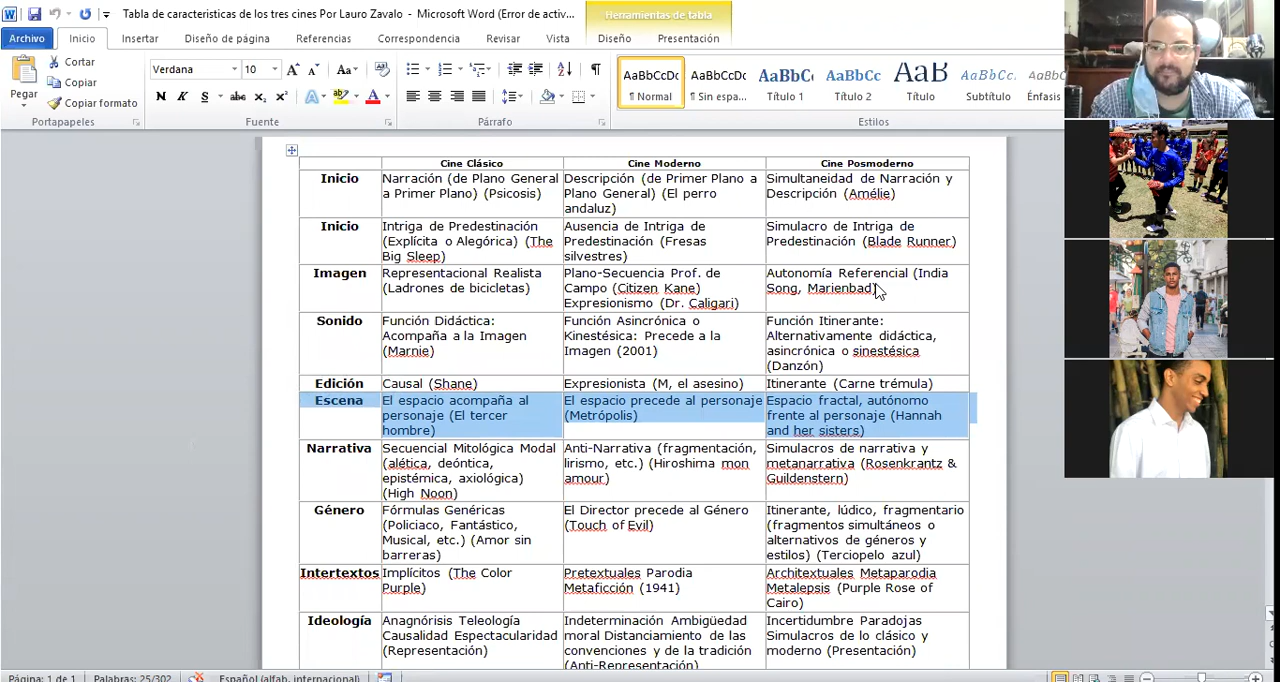 Tabla de caracteristicas de los tres cines Por Lauro Zavalo - Microsoft Word (Error de activ...
Herramientas de tabla
Archivo Inicio Insertar Diseño de página Referencias Correspondencia Revisar Vista Diseño Presentación
Pegar
Cortar
Copiar
Copiar formato
Portapapeles
Verdana 10
N K S abc x₂ x²
Fuente
Párrafo
AaBbCcDc AaBbCcDc AaBbC AaBbCc AaB AaBbCcI AaBbCcD
¶ Normal ¶ Sin espa... Título 1 Título 2 Título Subtítulo Énfasis
Estilos
Cine Clásico Cine Moderno Cine Posmoderno
Inicio
Narración (de Plano General
a Primer Plano) (Psicosis)
Descripción (de Primer Plano a
Plano General) (El perro
andaluz)
Simultaneidad de Narración y
Descripción (Amélie)
Inicio
Intriga de Predestinación
(Explícita o Alegórica) (The
Big Sleep)
Ausencia de Intriga de
Predestinación (Fresas
silvestres)
Simulacro de Intriga de
Predestinación (Blade Runner)
Imagen
Representacional Realista
(Ladrones de bicicletas)
Plano-Secuencia Prof. de
Campo (Citizen Kane)
Expresionismo (Dr. Caligari)
Autonomía Referencial (India
Song, Marienbad)
Sonido
Función Didáctica:
Acompaña a la Imagen
(Marnie)
Función Asincrónica o
Kinestésica: Precede a la
Imagen (2001)
Función Itinerante:
Alternativamente didáctica,
asincrónica o sinestésica
(Danzón)
Edición
Causal (Shane)
Expresionista (M, el asesino)
Itinerante (Carne trémula)
Escena
El espacio acompaña al
personaje (El tercer
hombre)
El espacio precede al personaje
(Metrópolis)
Espacio fractal, autónomo
frente al personaje (Hannah
and her sisters)
Narrativa
Secuencial Mitológica Modal
(alética, deóntica,
epistémica, axiológica)
(High Noon)
Anti-Narrativa (fragmentación,
lirismo, etc.) (Hiroshima mon
amour)
Simulacros de narrativa y
metanarrativa (Rosenkrantz &
Guildenstern)
Género
Fórmulas Genéricas
(Policiaco, Fantástico,
Musical, etc.) (Amor sin
barreras)
El Director precede al Género
(Touch of Evil)
Itinerante, lúdico, fragmentario
(fragmentos simultáneos o
alternativos de géneros y
estilos) (Terciopelo azul)
Intertextos
Implícitos (The Color
Purple)
Pretextuales Parodia
Metaficción (1941)
Architextuales Metaparodia
Metalepsis (Purple Rose of
Cairo)
Ideología
Anagnórisis Teleología
Causalidad Espectacularidad
(Representación)
Indeterminación Ambigüedad
moral Distanciamiento de las
convenciones y de la tradición
(Anti-Representación)
Incertidumbre Paradojas
Simulacros de lo clásico y
moderno (Presentación)
Página: 1 de 1 Palabras: 25/302 Español (alfab. internacional)